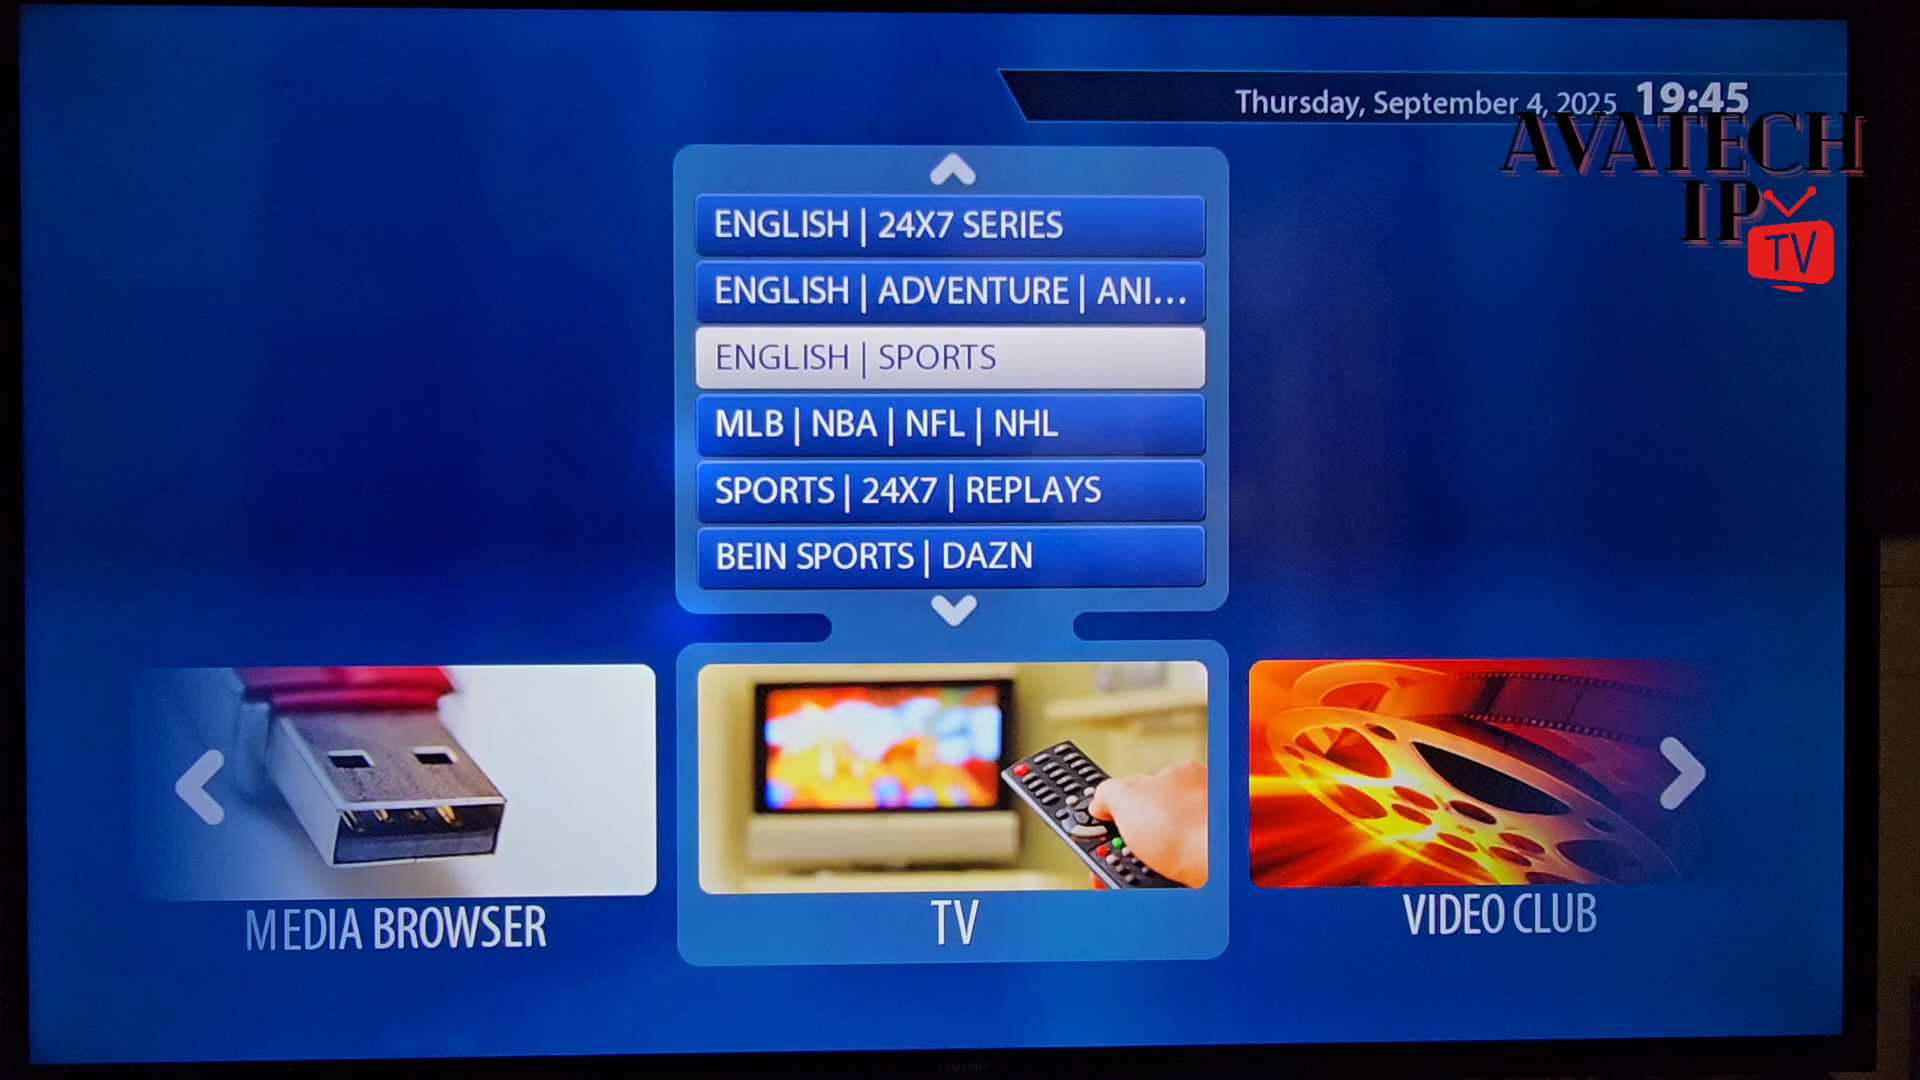 Thursday, September 4, 2025 19:45
AVATECH
IP
TV
ENGLISH | 24X7 SERIES
ENGLISH | ADVENTURE | ANI...
ENGLISH | SPORTS
MLB | NBA | NFL | NHL
SPORTS | 24X7 | REPLAYS
BEIN SPORTS | DAZN
MEDIA BROWSER
TV
VIDEO CLUB
SAMSUNG